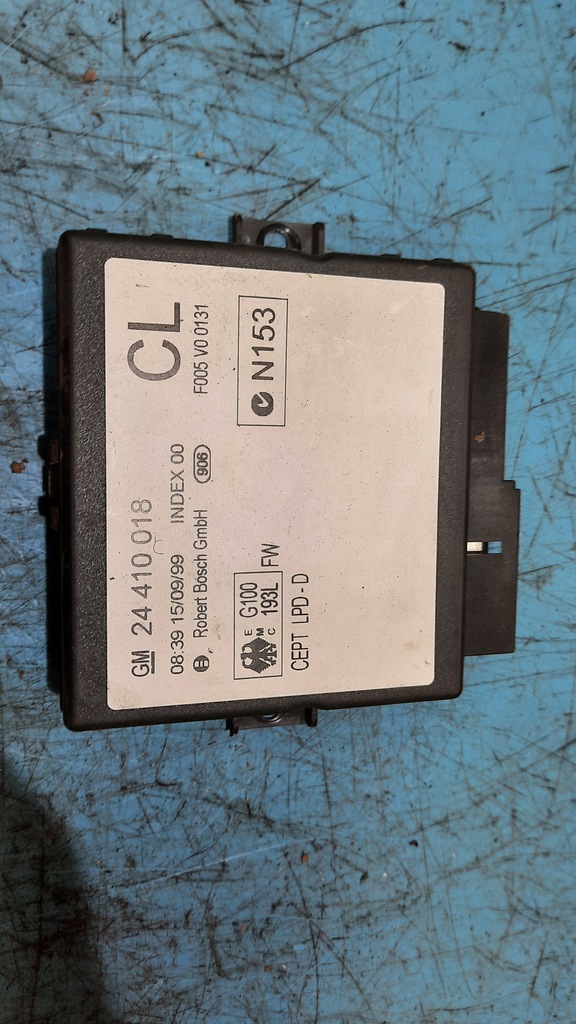 GM 24 410 018 CL
08:39 15/09/99 INDEX 00
Robert Bosch GmbH 906 F005 V0 0131
E M C G100
193L FW N153
CEPT LPD-D